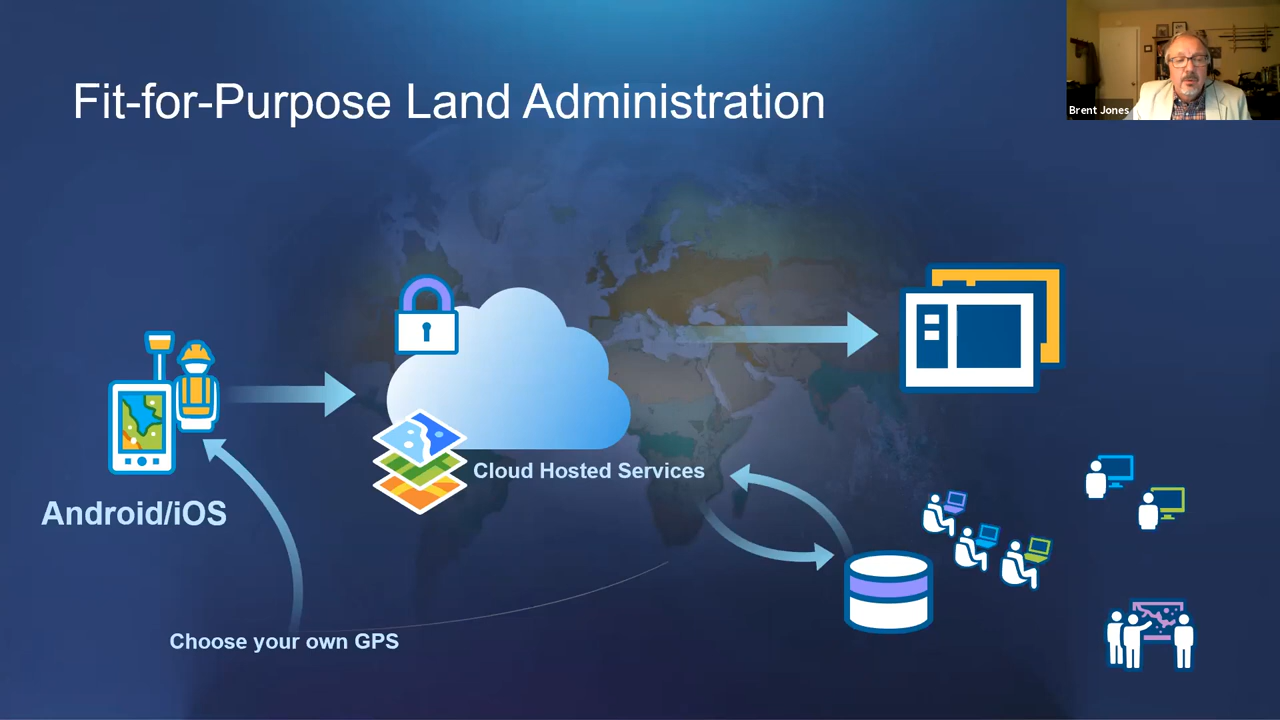 Fit-for-Purpose Land Administration
Brent Jones
Cloud Hosted Services
Android/iOS
Choose your own GPS